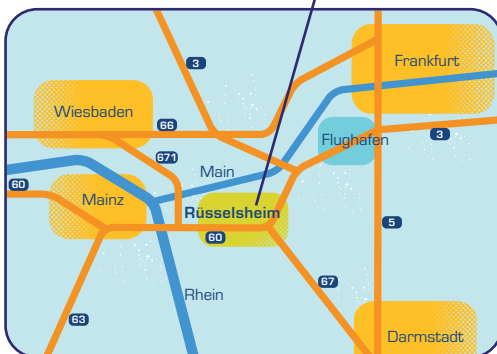 3
Frankfurt
Wiesbaden
66
Flughafen
3
671
Main
60
Mainz
Rüsselsheim
5
60
67
Rhein
63
Darmstadt